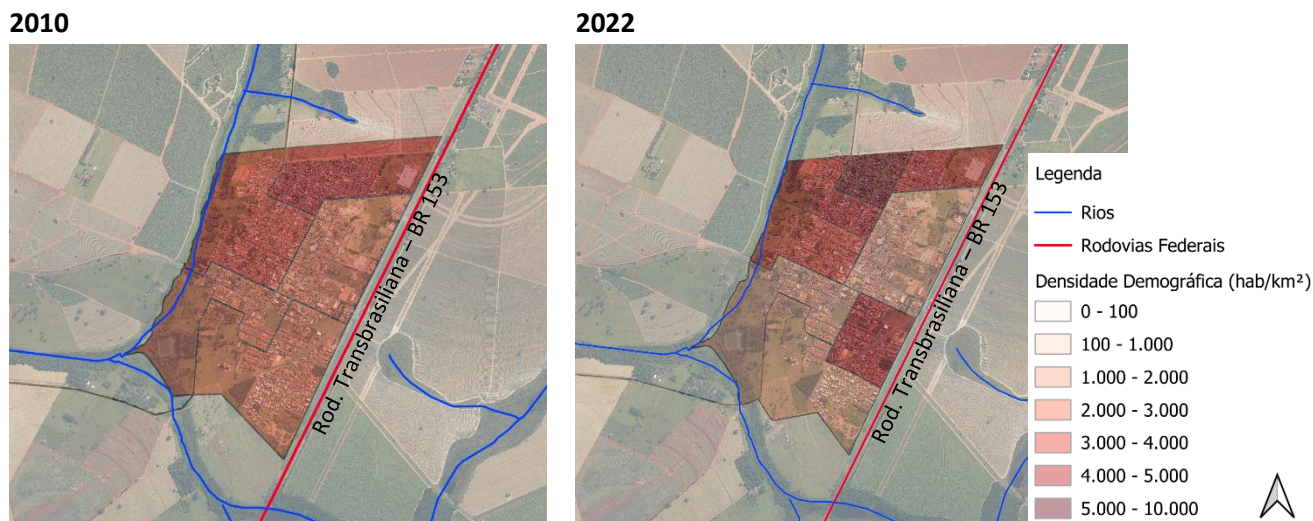 2010
2022
Rod. Transbrasiliana – BR 153
Rod. Transbrasiliana – BR 153
Legenda
Rios
Rodovias Federais
Densidade Demográfica (hab/km²)
0 - 100
100 - 1.000
1.000 - 2.000
2.000 - 3.000
3.000 - 4.000
4.000 - 5.000
5.000 - 10.000